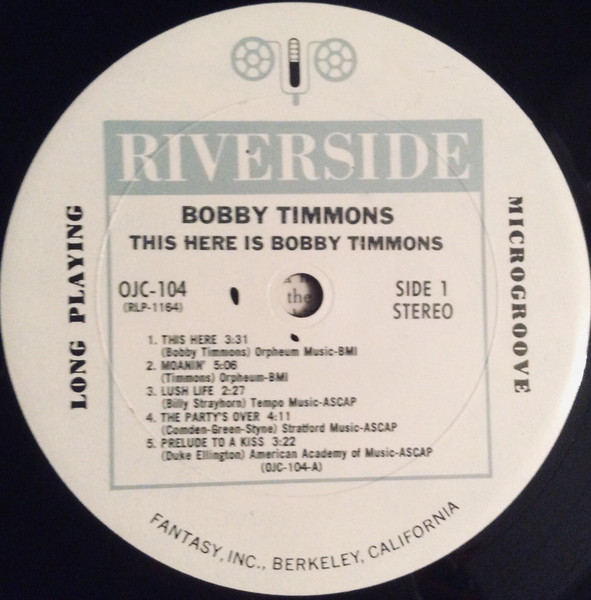 RIVERSIDE
BOBBY TIMMONS
THIS HERE IS BOBBY TIMMONS
OJC-104
(RLP-1164)
the
SIDE 1
STEREO
LONG PLAYING
MICROGROOVE
1. THIS HERE 3:31
(Bobby Timmons) Orpheum Music-BMI
2. MOANIN' 5:06
(Timmons) Orpheum-BMI
3. LUSH LIFE 2:27
(Billy Strayhorn) Tempo Music-ASCAP
4. THE PARTY'S OVER 4:11
(Comden-Green-Styne) Stratford Music-ASCAP
5. PRELUDE TO A KISS 3:22
(Duke Ellington) American Academy of Music-ASCAP
(OJC-104-A)
FANTASY, INC., BERKELEY, CALIFORNIA